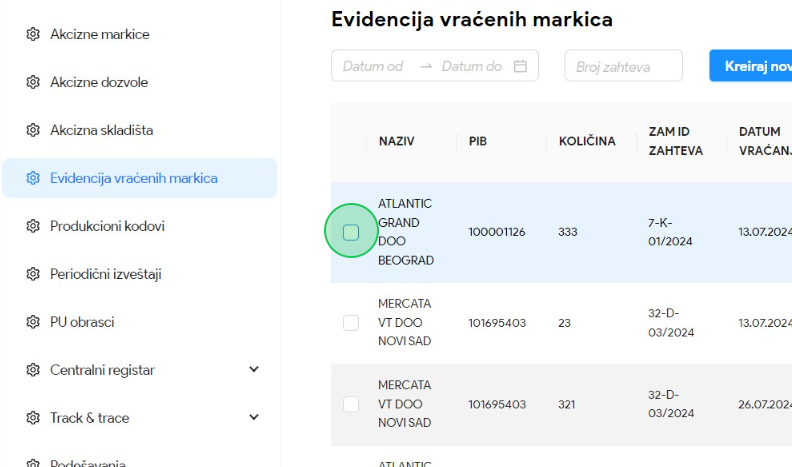 Akcizne markice
Akcizne dozvole
Akcizna skladišta
Evidencija vraćenih markica
Produkcioni kodovi
Periodični izveštaji
PU obrasci
Centralni registar
Track & trace
Podešavanja
Evidencija vraćenih markica
Datum od → Datum do
Broj zahteva
Kreiraj nov
NAZIV
PIB
KOLIČINA
ZAM ID
ZAHTEVA
DATUM
VRAĆANJ
ATLANTIC
GRAND
DOO
BEOGRAD
100001126
333
7-K-
01/2024
13.07.2024
MERCATA
VT DOO
NOVI SAD
101695403
23
32-D-
03/2024
13.07.2024
MERCATA
VT DOO
NOVI SAD
101695403
321
32-D-
03/2024
26.07.2024
ATLANTIC